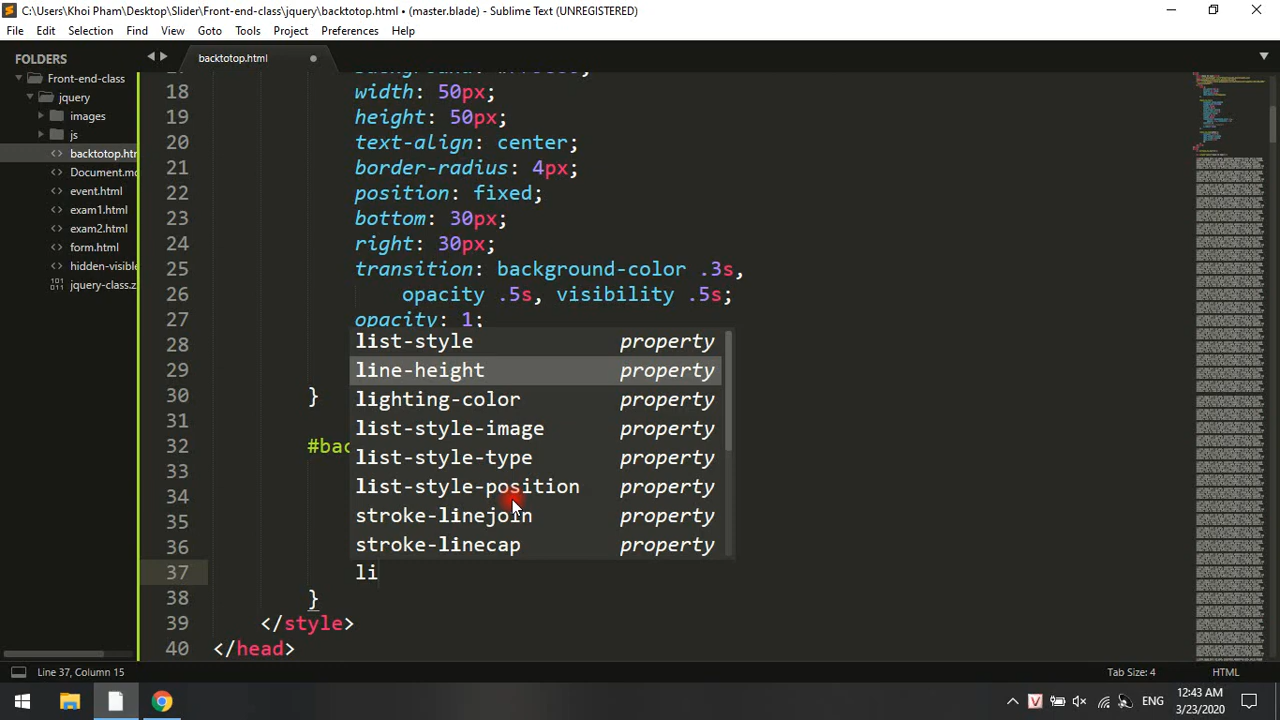 C:\Users\Khoi Pham\Desktop\Slider\Front-end-class\jquery\backtotop.html • (master.blade) - Sublime Text (UNREGISTERED)
File Edit Selection Find View Goto Tools Project Preferences Help
FOLDERS
Front-end-class
jquery
images
js
backtotop.htm
Document.md
event.html
exam1.html
exam2.html
form.html
hidden-visible
jquery-class.z
backtotop.html
18 width: 50px;
19 height: 50px;
20 text-align: center;
21 border-radius: 4px;
22 position: fixed;
23 bottom: 30px;
24 right: 30px;
25 transition: background-color .3s,
26 opacity .5s, visibility .5s;
27 opacity: 1;
28
29
30 }
31
32 #bac
33
34
35
36
37 li
38 }
39 </style>
40 </head>
list-style property
line-height property
lighting-color property
list-style-image property
list-style-type property
list-style-position property
stroke-linejoin property
stroke-linecap property
Line 37, Column 15
Tab Size: 4
HTML
V
ENG
12:43 AM
3/23/2020